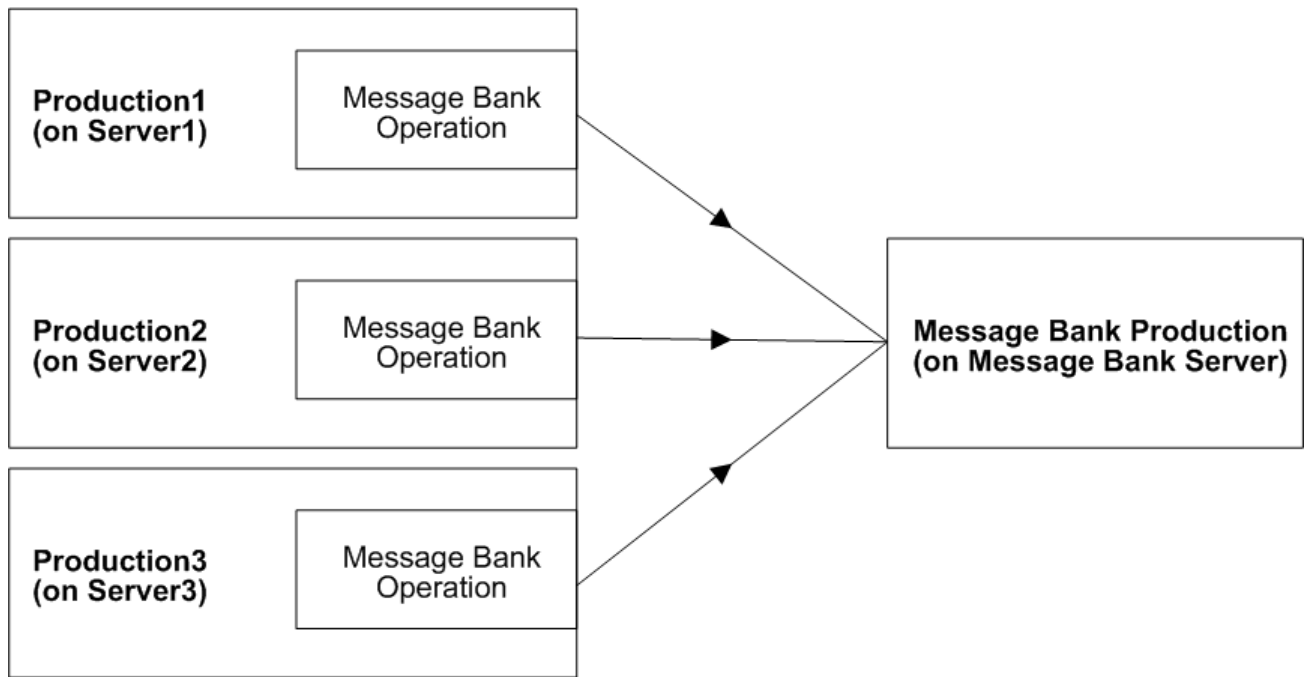 Production1
(on Server1)
Message Bank
Operation
Production2
(on Server2)
Message Bank
Operation
Message Bank Production
(on Message Bank Server)
Production3
(on Server3)
Message Bank
Operation